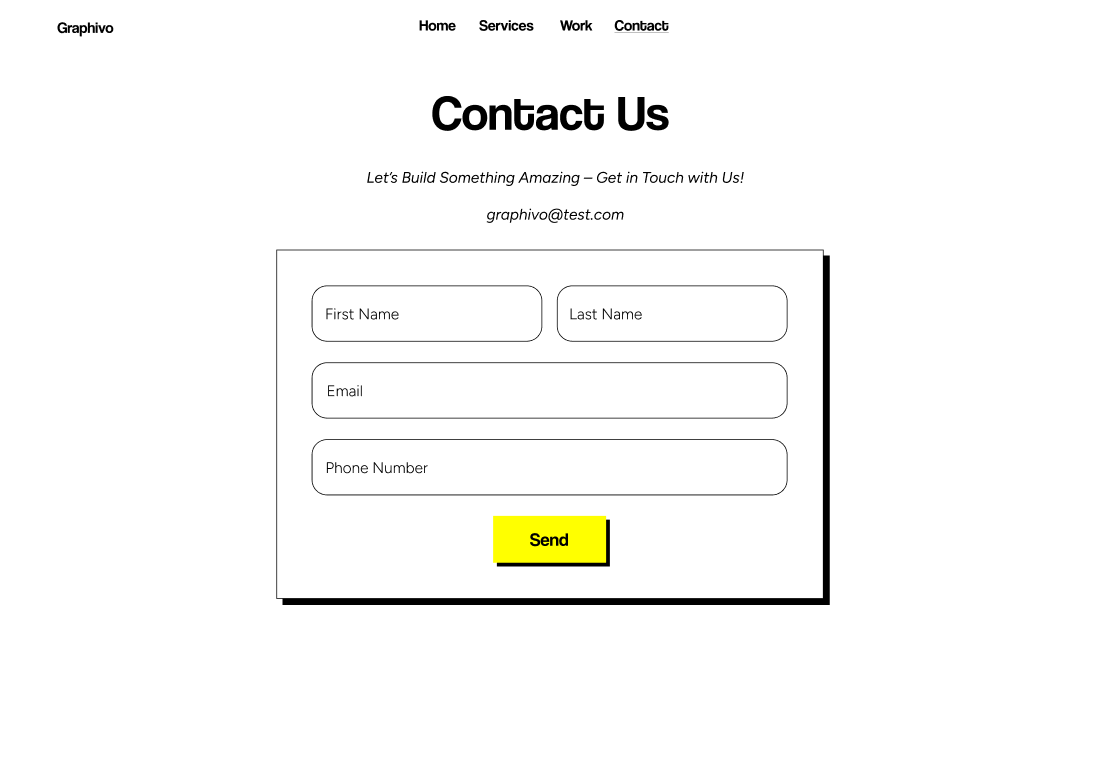 Graphivo
Home Services Work Contact
Contact Us
Let's Build Something Amazing – Get in Touch with Us!
graphivo@test.com
First Name Last Name
Email
Phone Number
Send